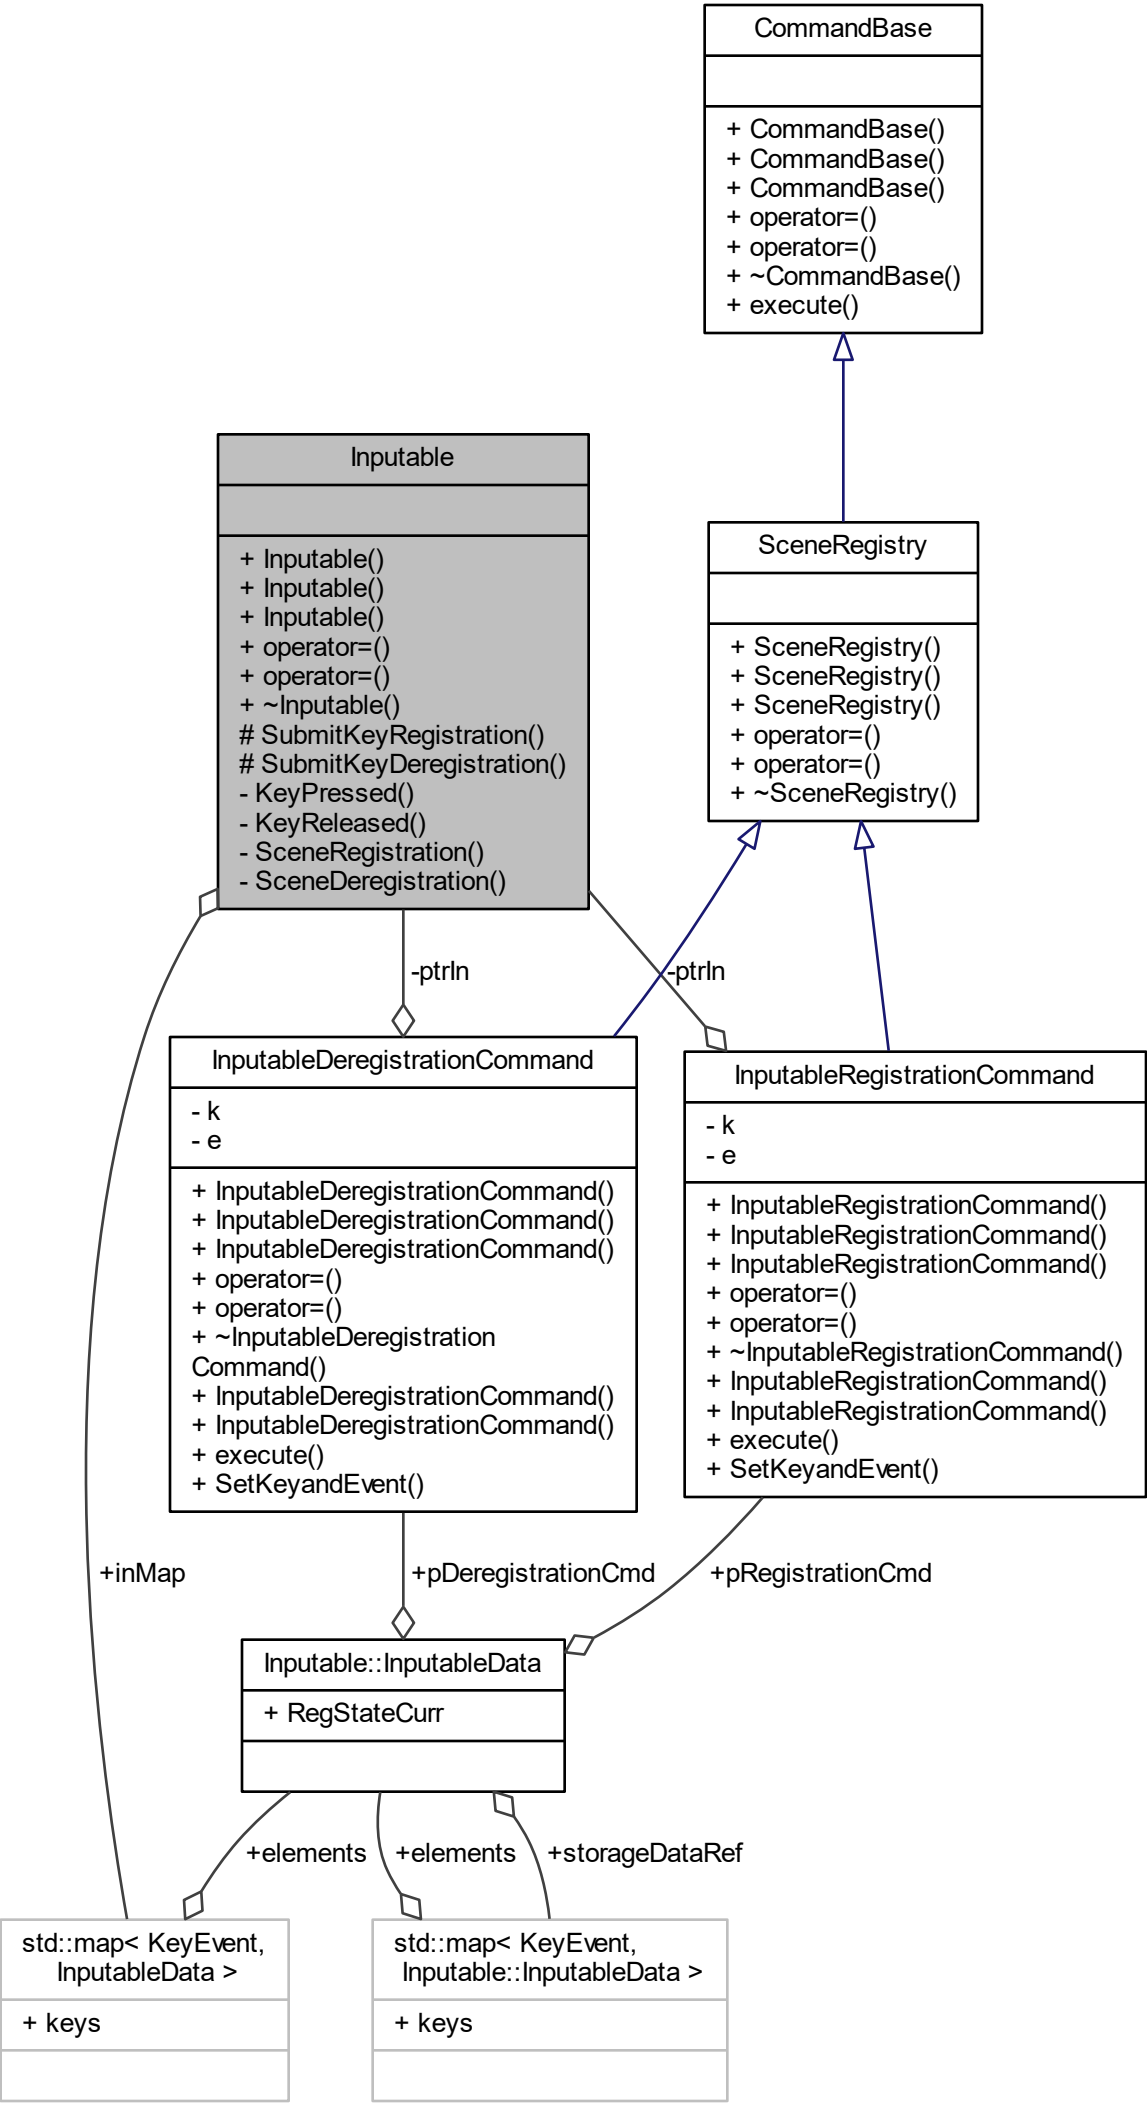 CommandBase
+ CommandBase()
+ CommandBase()
+ CommandBase()
+ operator=()
+ operator=()
+ ~CommandBase()
+ execute()
Inputable
+ Inputable()
+ Inputable()
+ Inputable()
+ operator=()
+ operator=()
+ ~Inputable()
# SubmitKeyRegistration()
# SubmitKeyDeregistration()
- KeyPressed()
- KeyReleased()
- SceneRegistration()
- SceneDeregistration()
SceneRegistry
+ SceneRegistry()
+ SceneRegistry()
+ SceneRegistry()
+ operator=()
+ operator=()
+ ~SceneRegistry()
-ptrIn
-ptrIn
InputableDeregistrationCommand
- k
- e
+ InputableDeregistrationCommand()
+ InputableDeregistrationCommand()
+ InputableDeregistrationCommand()
+ operator=()
+ operator=()
+ ~InputableDeregistration
Command()
+ InputableDeregistrationCommand()
+ InputableDeregistrationCommand()
+ execute()
+ SetKeyandEvent()
InputableRegistrationCommand
- k
- e
+ InputableRegistrationCommand()
+ InputableRegistrationCommand()
+ InputableRegistrationCommand()
+ operator=()
+ operator=()
+ ~InputableRegistrationCommand()
+ InputableRegistrationCommand()
+ InputableRegistrationCommand()
+ execute()
+ SetKeyandEvent()
+inMap
+pDeregistrationCmd
+pRegistrationCmd
Inputable::InputableData
+ RegStateCurr
+elements
+elements
+storageDataRef
std::map< KeyEvent,
InputableData >
+ keys
std::map< KeyEvent,
Inputable::InputableData >
+ keys